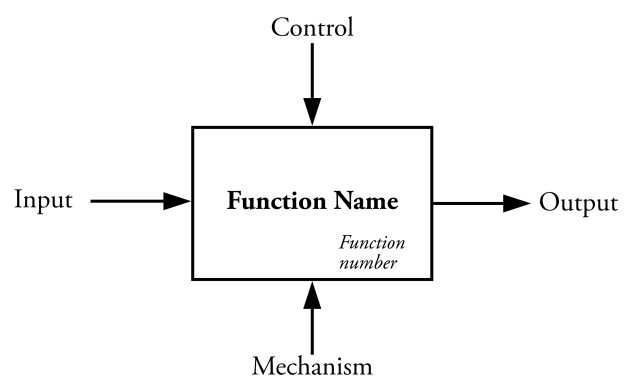 Control
Input
Function Name
Output
Function
number
Mechanism